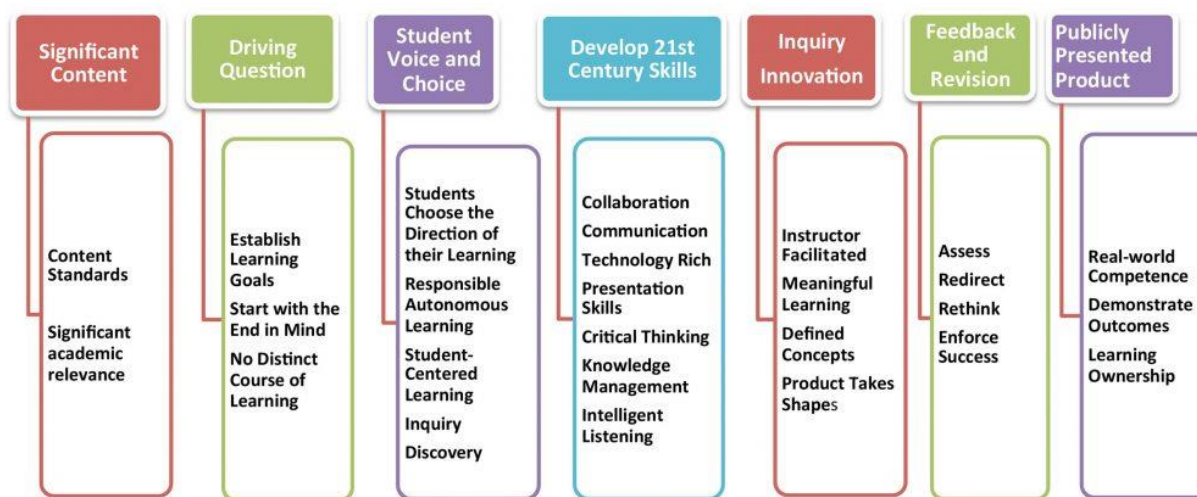 Significant
Content
Driving
Question
Student
Voice and
Choice
Develop 21st
Century Skills
Inquiry
Innovation
Feedback
and
Revision
Publicly
Presented
Product
Content
Standards
Significant
academic
relevance
Establish
Learning
Goals
Start with the
End in Mind
No Distinct
Course of
Learning
Students
Choose the
Direction of
their Learning
Responsible
Autonomous
Learning
Student-
Centered
Learning
Inquiry
Discovery
Collaboration
Communication
Technology Rich
Presentation
Skills
Critical Thinking
Knowledge
Management
Intelligent
Listening
Instructor
Facilitated
Meaningful
Learning
Defined
Concepts
Product Takes
Shapes
Assess
Redirect
Rethink
Enforce
Success
Real-world
Competence
Demonstrate
Outcomes
Learning
Ownership